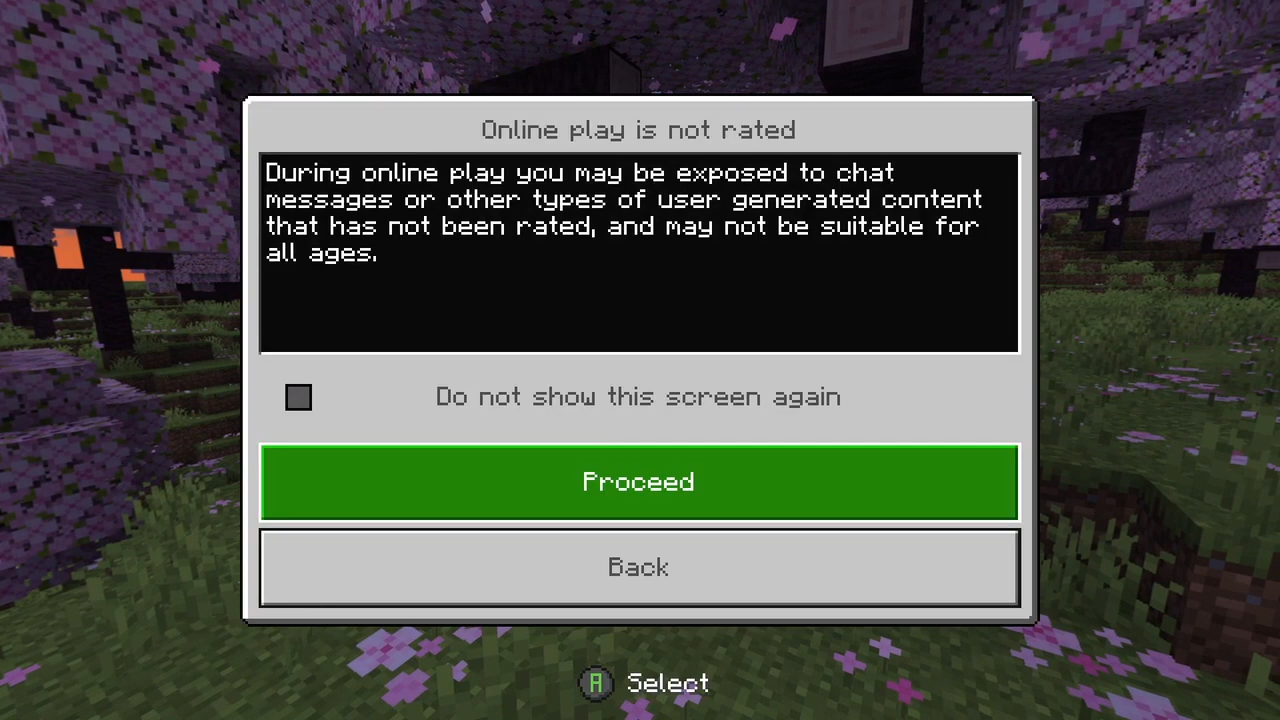 Online play is not rated
During online play you may be exposed to chat
messages or other types of user generated content
that has not been rated, and may not be suitable for
all ages.
Do not show this screen again
Proceed
Back
A Select